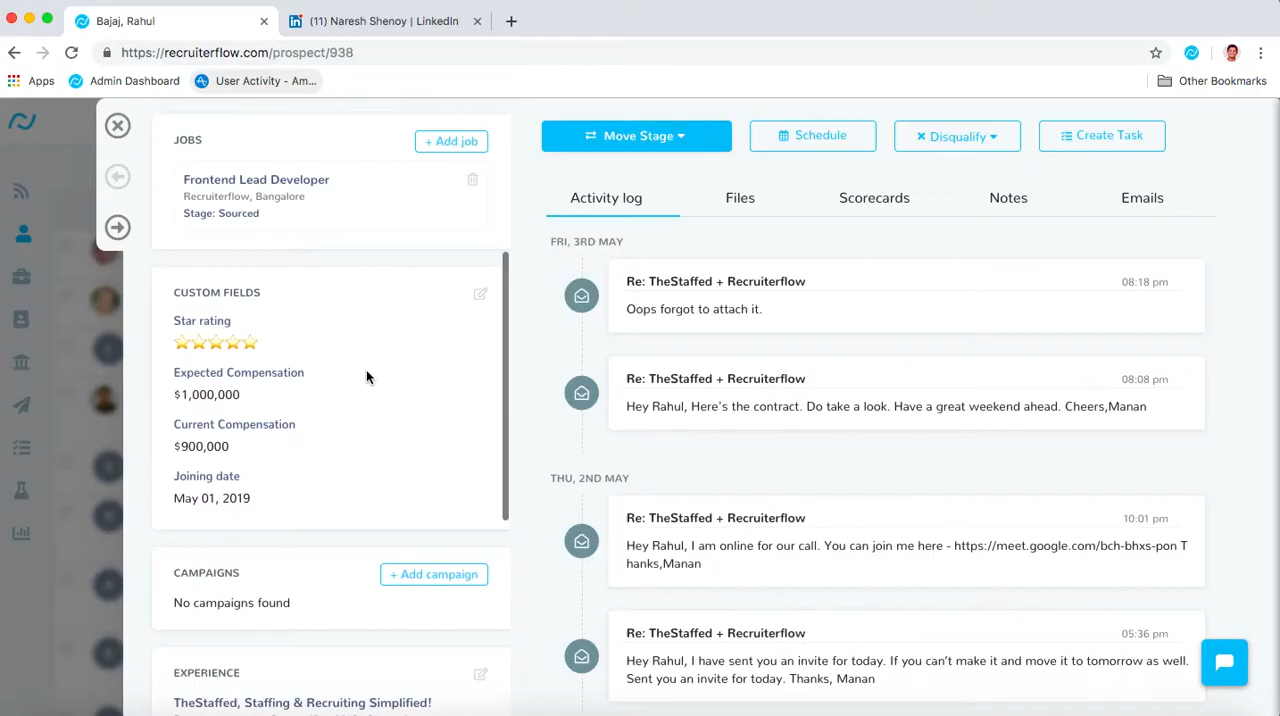 Bajaj, Rahul
(11) Naresh Shenoy | LinkedIn
https://recruiterflow.com/prospect/938
Apps
Admin Dashboard
User Activity - Am...
Other Bookmarks
JOBS
+ Add job
Frontend Lead Developer
Recruiterflow, Bangalore
Stage: Sourced
CUSTOM FIELDS
Star rating
Expected Compensation
$1,000,000
Current Compensation
$900,000
Joining date
May 01, 2019
CAMPAIGNS
+ Add campaign
No campaigns found
EXPERIENCE
TheStaffed, Staffing & Recruiting Simplified!
Move Stage
Schedule
Disqualify
Create Task
Activity log
Files
Scorecards
Notes
Emails
FRI, 3RD MAY
Re: TheStaffed + Recruiterflow
08:18 pm
Oops forgot to attach it.
Re: TheStaffed + Recruiterflow
08:08 pm
Hey Rahul, Here's the contract. Do take a look. Have a great weekend ahead. Cheers,Manan
THU, 2ND MAY
Re: TheStaffed + Recruiterflow
10:01 pm
Hey Rahul, I am online for our call. You can join me here - https://meet.google.com/bch-bhxs-pon T
hanks,Manan
Re: TheStaffed + Recruiterflow
05:36 pm
Hey Rahul, I have sent you an invite for today. If you can't make it and move it to tomorrow as well.
Sent you an invite for today. Thanks, Manan